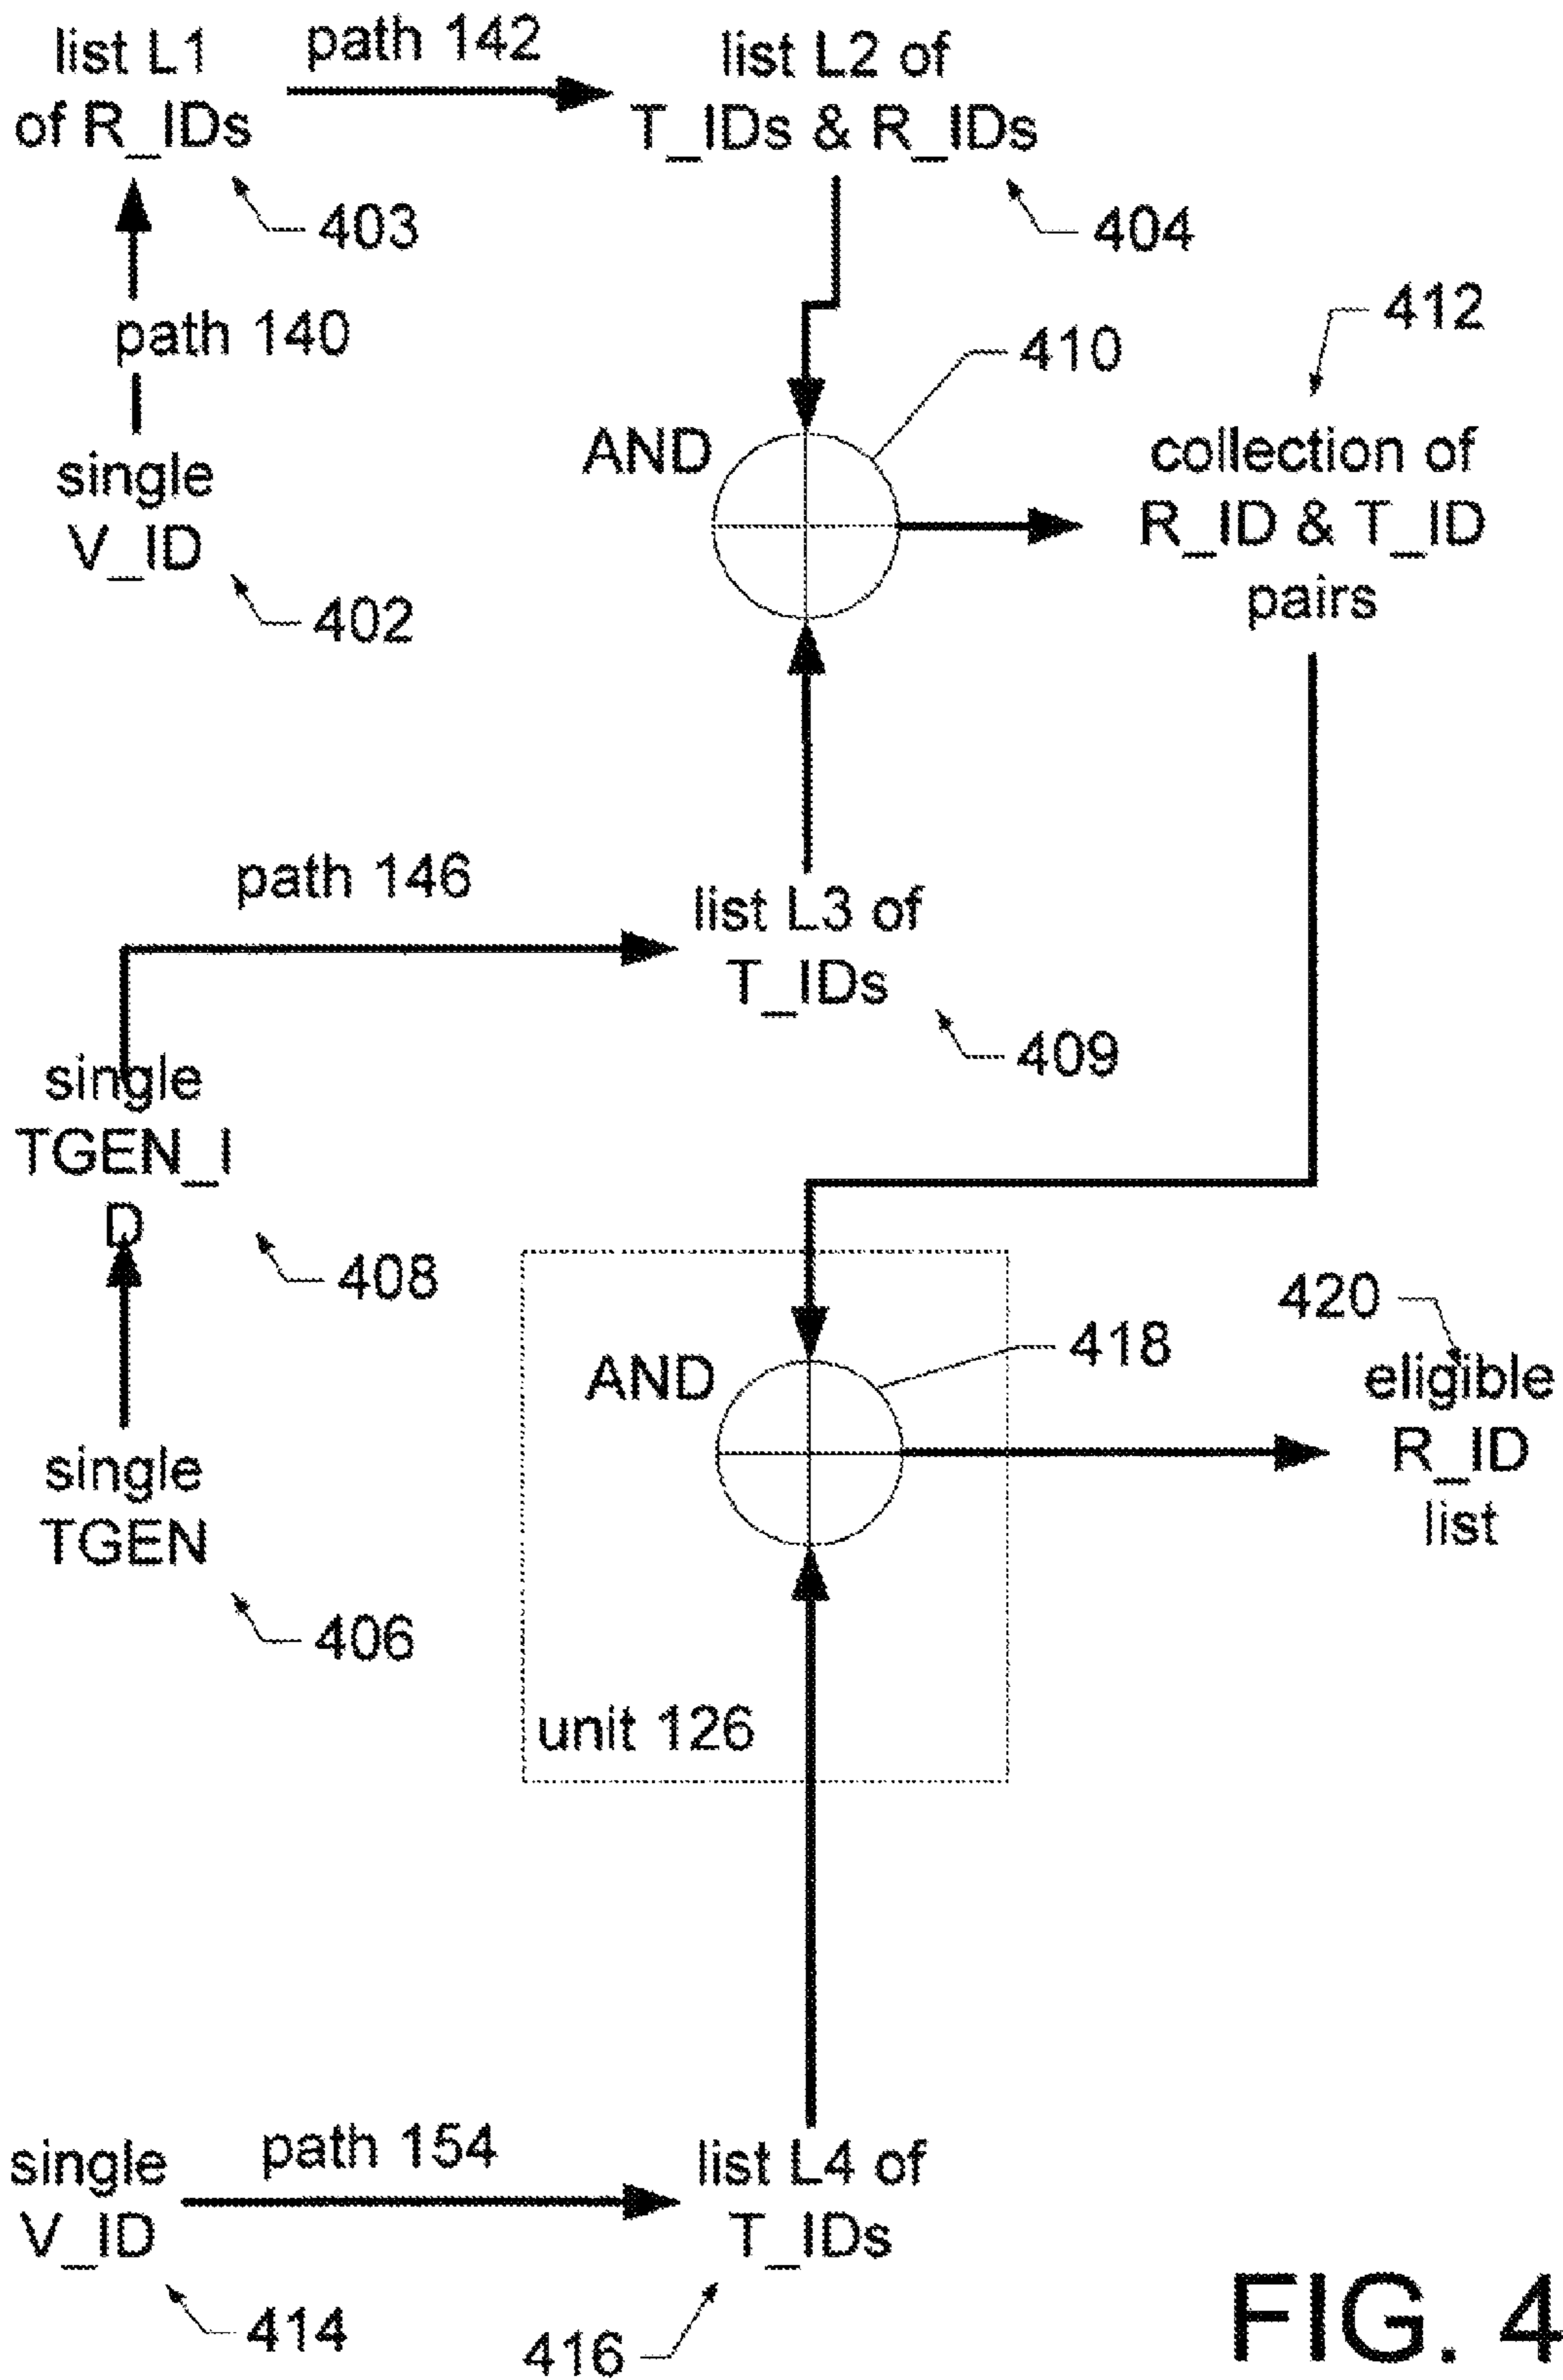 list L1
of R_IDs
path 142
list L2 of
T_IDs & R_IDs
403
404
path 140
412
410
single
V_ID
402
AND
collection of
R_ID & T_ID
pairs
path 146
list L3 of
T_IDs
409
single
TGEN_I
D
408
420
418
AND
eligible
R_ID
list
single
TGEN
406
unit 126
single
V_ID
path 154
list L4 of
T_IDs
414
416
FIG. 4